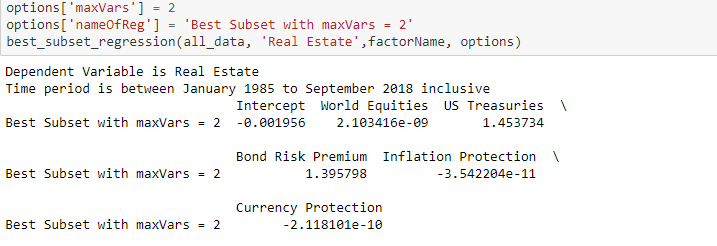 options['maxVars'] = 2
options['nameOfReg'] = 'Best Subset with maxVars = 2'
best_subset_regression(all_data, 'Real Estate',factorName, options)
Dependent Variable is Real Estate
Time period is between January 1985 to September 2018 inclusive
Intercept World Equities US Treasuries \
Best Subset with maxVars = 2 -0.001956 2.103416e-09 1.453734
Bond Risk Premium Inflation Protection \
Best Subset with maxVars = 2 1.395798 -3.542204e-11
Currency Protection
Best Subset with maxVars = 2 -2.118101e-10